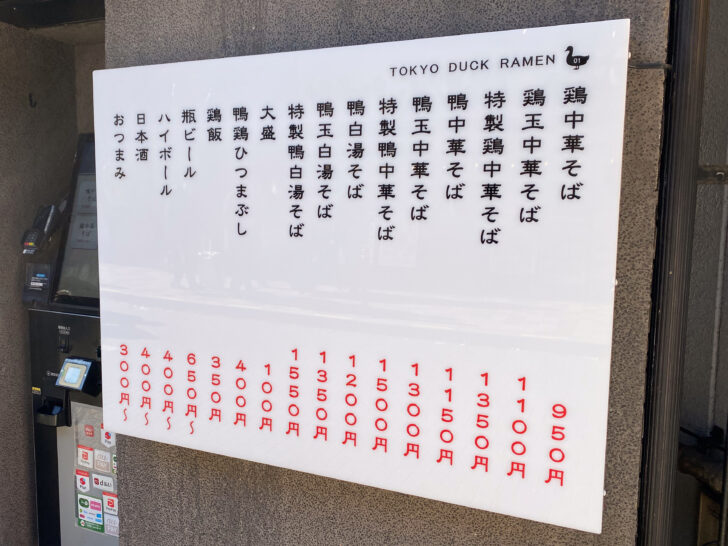 TOKYO DUCK RAMEN
01
鶏中華そば
950円
鶏玉中華そば
1100円
特製鶏中華そば
1350円
鴨中華そば
1150円
鴨玉中華そば
1300円
特製鴨中華そば
1500円
鴨白湯そば
1200円
鴨玉白湯そば
1350円
特製鴨白湯そば
1550円
大盛
100円
鴨鶏ひつまぶし
400円
鶏飯
350円
瓶ビール
650円〜
ハイボール
400円〜
日本酒
400円〜
おつまみ
300円〜